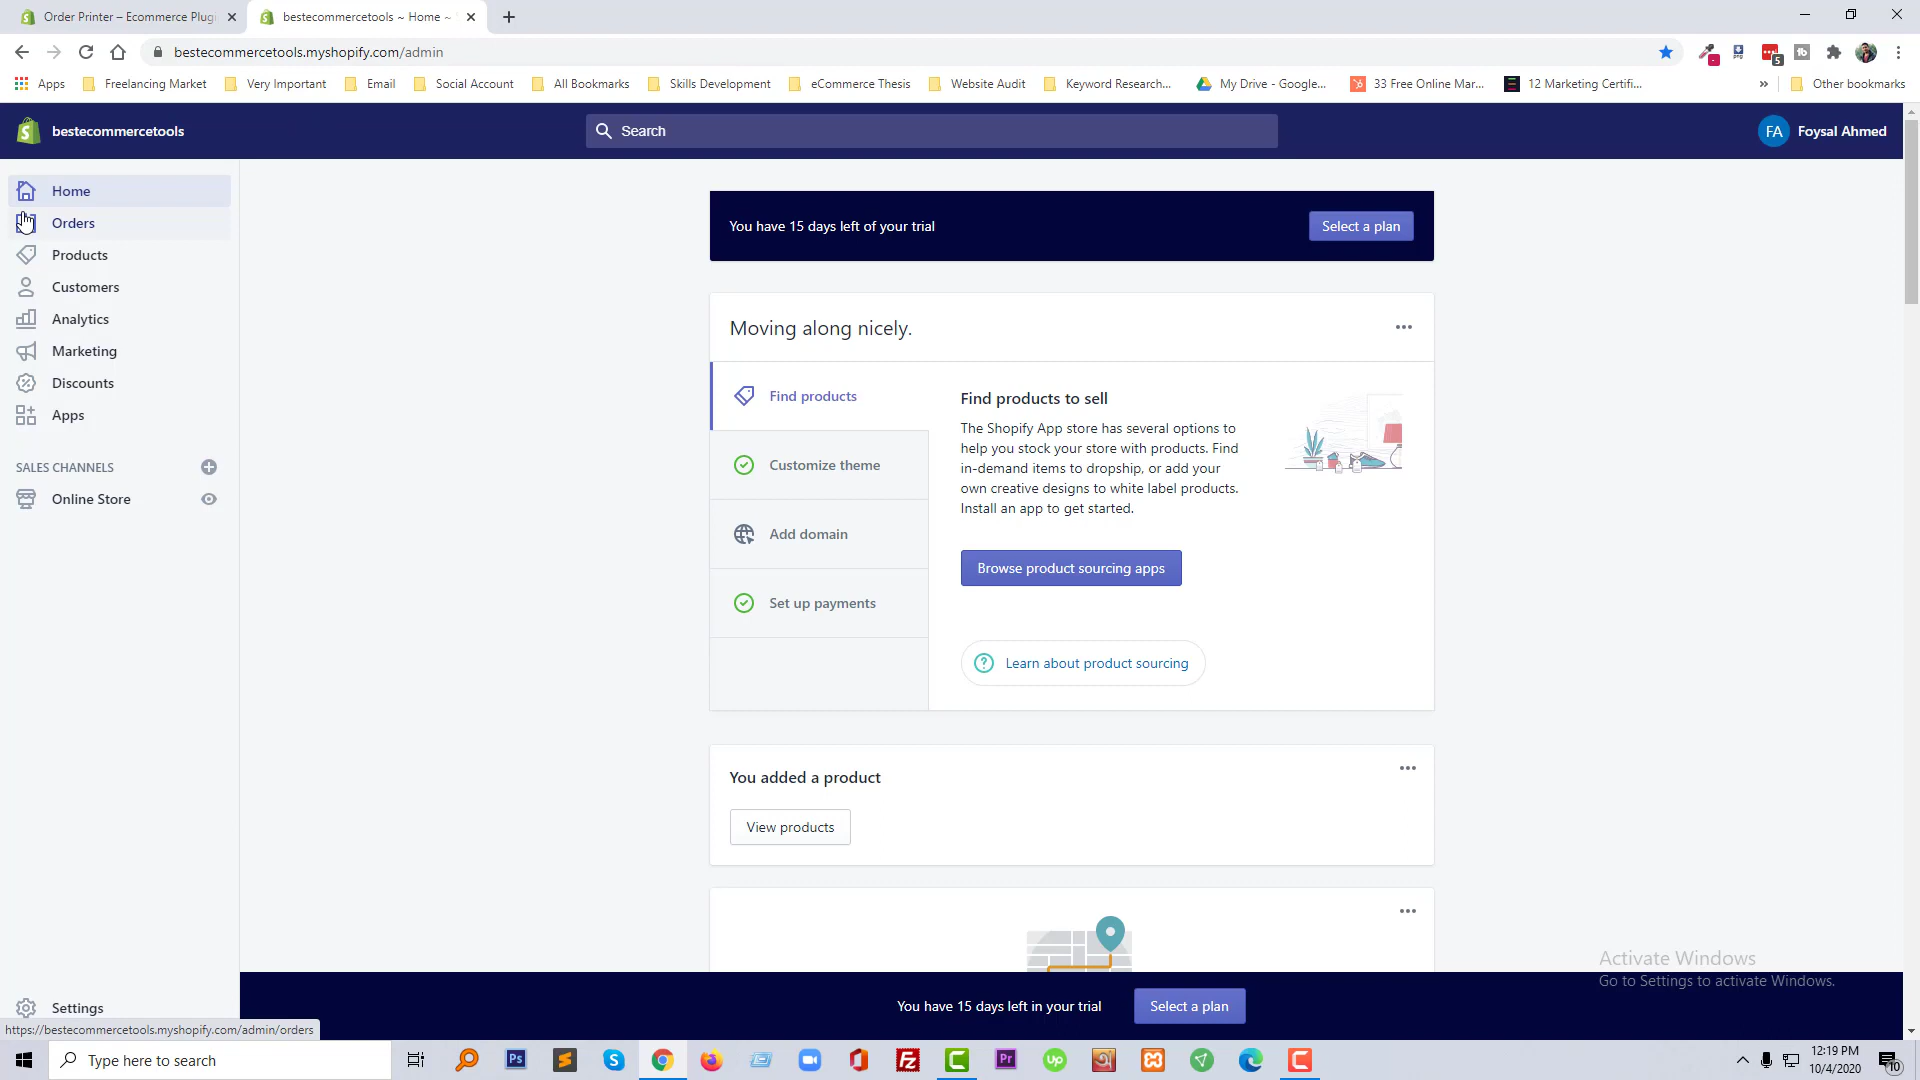 Order Printer – Ecommerce Plugi
bestecommercetools ~ Home ~
bestecommercetools.myshopify.com/admin
5
Apps
Freelancing Market
Very Important
Email
Social Account
All Bookmarks
Skills Development
eCommerce Thesis
Website Audit
Keyword Research...
My Drive - Google...
33 Free Online Mar...
12 Marketing Certifi...
»
Other bookmarks
bestecommercetools
Search
FA
Foysal Ahmed
Home
Orders
Products
Customers
Analytics
Marketing
Discounts
Apps
SALES CHANNELS
Online Store
Settings
You have 15 days left of your trial
Select a plan
Moving along nicely.
Find products
Customize theme
Add domain
Set up payments
Find products to sell
The Shopify App store has several options to
help you stock your store with products. Find
in-demand items to dropship, or add your
own creative designs to white label products.
Install an app to get started.
Browse product sourcing apps
Learn about product sourcing
You added a product
View products
Activate Windows
Go to Settings to activate Windows.
You have 15 days left in your trial
Select a plan
https://bestecommercetools.myshopify.com/admin/orders
Type here to search
Ps
Pr
up
12:19 PM
10/4/2020
10